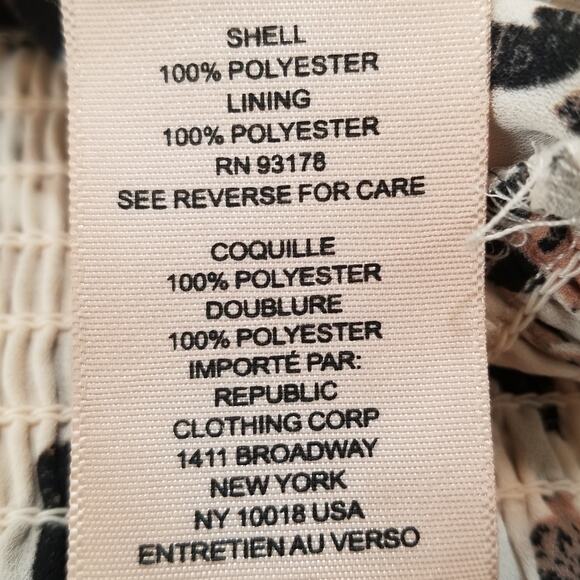 SHELL
100% POLYESTER
LINING
100% POLYESTER
RN 93178
SEE REVERSE FOR CARE
COQUILLE
100% POLYESTER
DOUBLURE
100% POLYESTER
IMPORTÉ PAR:
REPUBLIC
CLOTHING CORP
1411 BROADWAY
NEW YORK
NY 10018 USA
ENTRETIEN AU VERSO